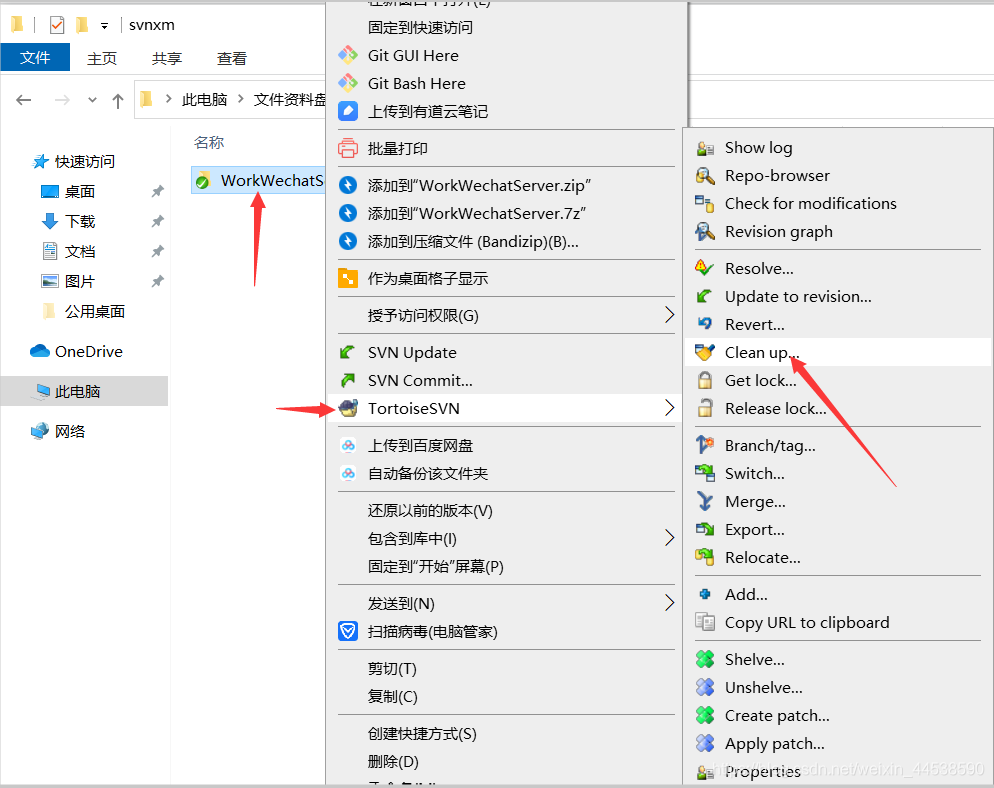 svnxm
文件 主页 共享 查看
此电脑 文件资料盘
名称
快速访问
桌面
下载
文档
图片
公用桌面
OneDrive
此电脑
网络
WorkWechatS
固定到快速访问
Git GUI Here
Git Bash Here
上传到有道云笔记
批量打印
添加到“WorkWechatServer.zip”
添加到“WorkWechatServer.7z”
添加到压缩文件 (Bandizip)(B)...
作为桌面格子显示
授予访问权限(G)
SVN Update
SVN Commit...
TortoiseSVN
上传到百度网盘
自动备份该文件夹
还原以前的版本(V)
包含到库中(I)
固定到“开始”屏幕(P)
发送到(N)
扫描病毒(电脑管家)
剪切(T)
复制(C)
创建快捷方式(S)
删除(D)
Show log
Repo-browser
Check for modifications
Revision graph
Resolve...
Update to revision...
Revert...
Clean up...
Get lock...
Release lock...
Branch/tag...
Switch...
Merge...
Export...
Relocate...
Add...
Copy URL to clipboard
Shelve...
Unshelve...
Create patch...
Apply patch...
Properties
https://blog.csdn.net/weixin_44538590